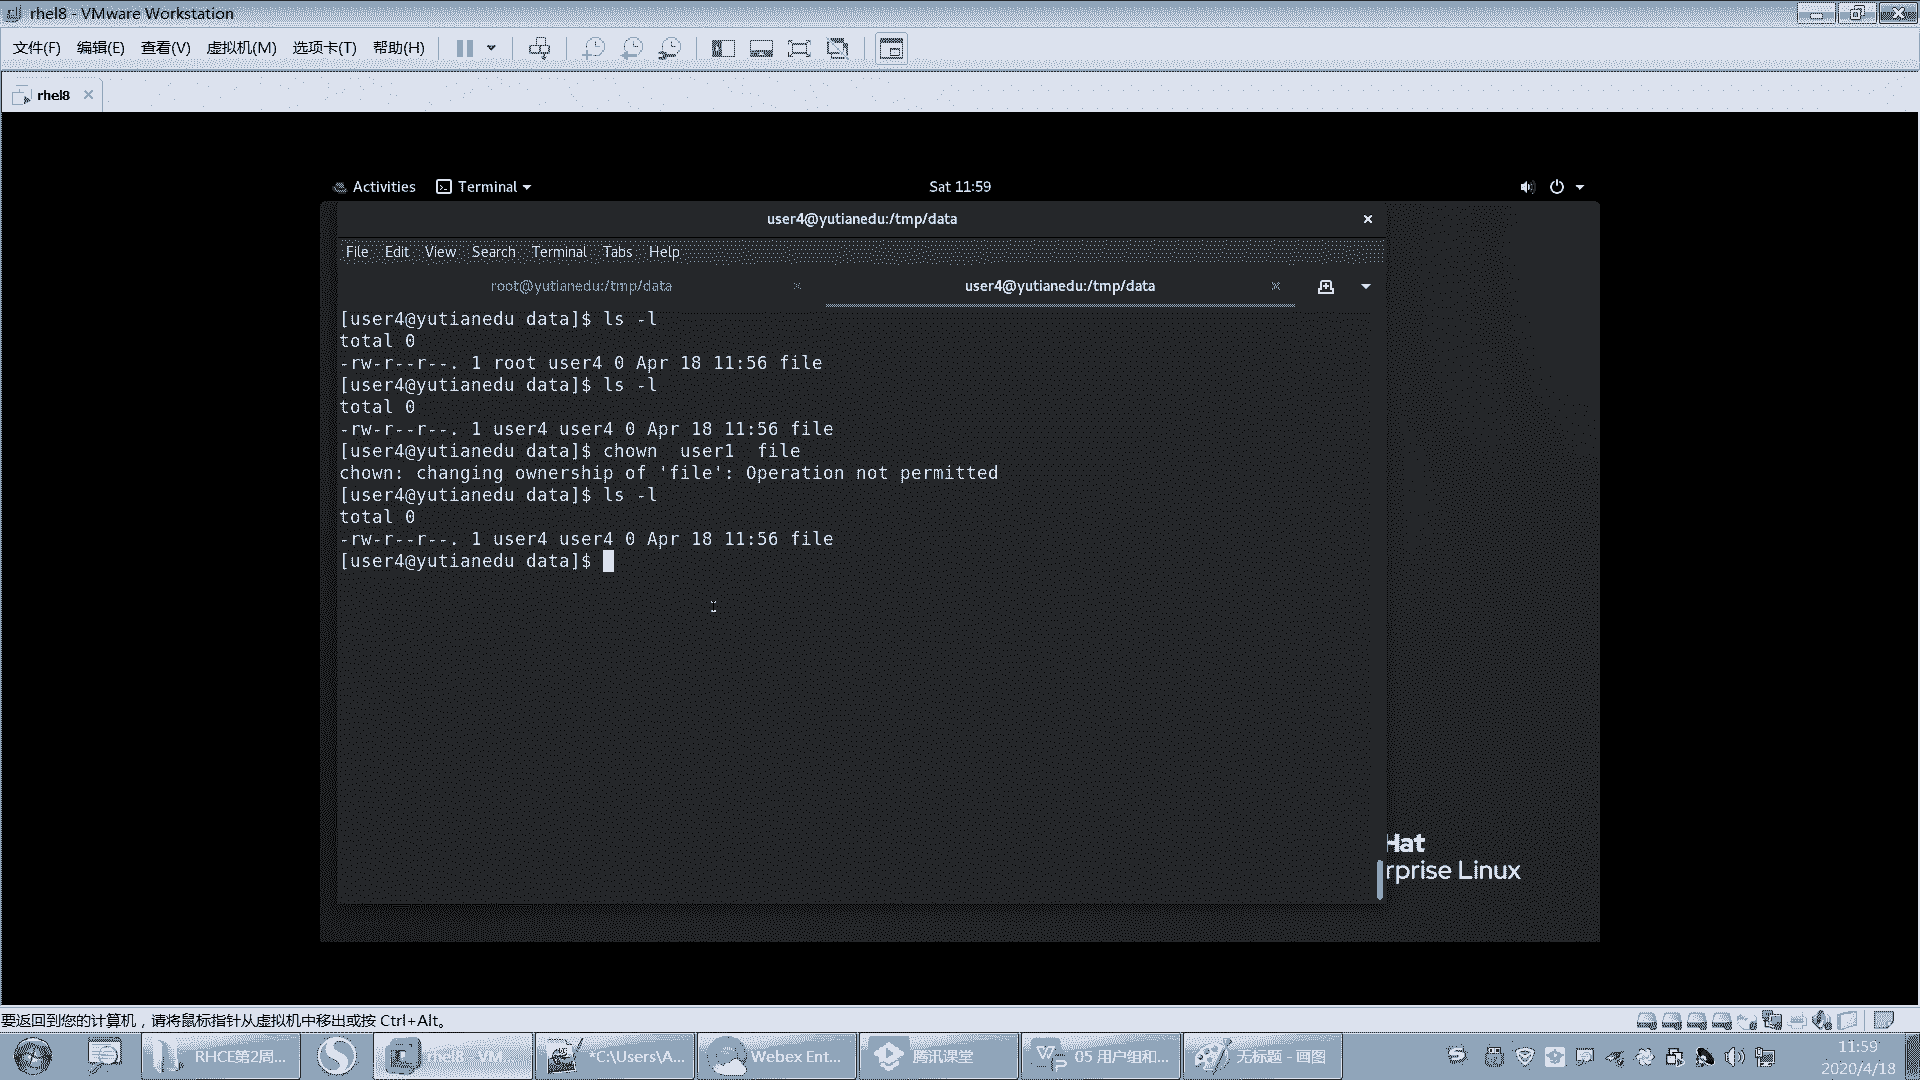 rhel8 - VMware Workstation
文件(F) 编辑(E) 查看(V) 虚拟机(M) 选项卡(T) 帮助(H)
rhel8
Activities Terminal Sat 11:59
user4@yutianedu:/tmp/data
File Edit View Search Terminal Tabs Help
root@yutianedu:/tmp/data user4@yutianedu:/tmp/data
[user4@yutianedu data]$ ls -l
total 0
-rw-r--r--. 1 root user4 0 Apr 18 11:56 file
[user4@yutianedu data]$ ls -l
total 0
-rw-r--r--. 1 user4 user4 0 Apr 18 11:56 file
[user4@yutianedu data]$ chown  user1  file
chown: changing ownership of 'file': Operation not permitted
[user4@yutianedu data]$ ls -l
total 0
-rw-r--r--. 1 user4 user4 0 Apr 18 11:56 file
[user4@yutianedu data]$
Hat
rprise Linux
要返回到您的计算机，请将鼠标指针从虚拟机中移出或按 Ctrl+Alt。
RHCE第2周... rhel8 - VM... *C:\Users\A... Webex Ent... 腾讯课堂 05 用户组和... 无标题 - 画图 11:59
2020/4/18